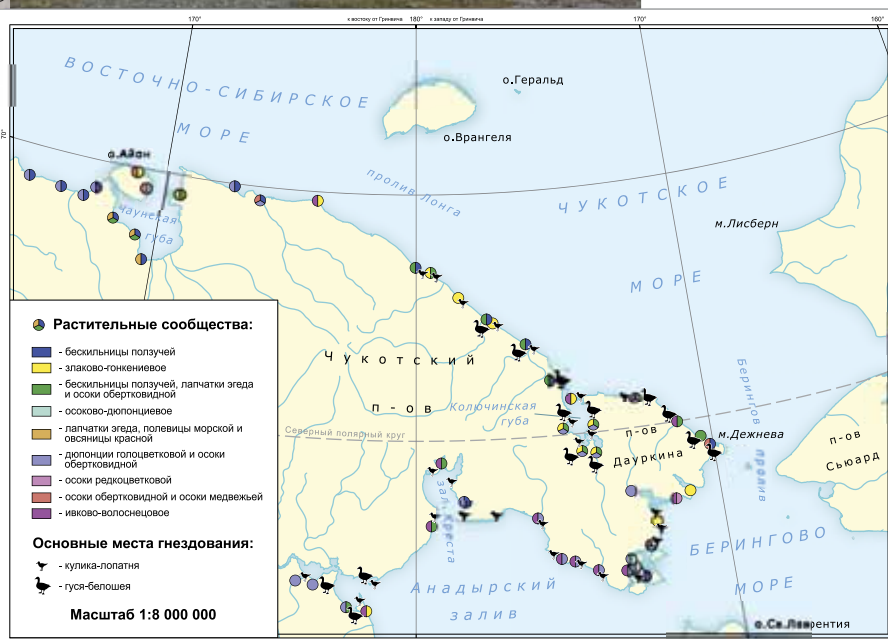 170°
к востоку от Гринвича
180°
к западу от Гринвича
170°
160°
70°
ВОСТОЧНО-СИБИРСКОЕ
МОРЕ
о.Геральд
о.Врангеля
о.Айон
пролив Лонга
Чаунская
губа
ЧУКОТСКОЕ
МОРЕ
м.Лисберн
Чукотский
п-ов
Колючинская
губа
Северный полярный круг
п-ов
Дауркина
м.Дежнева
Берингов
пролив
п-ов
Сьюард
зал.Креста
БЕРИНГОВО
МОРЕ
Анадырский
залив
Растительные сообщества:
- бескильницы ползучей
- злаково-гонкениевое
- бескильницы ползучей, лапчатки эгеда
и осоки обертковидной
- осоково-дюпонциевое
- лапчатки эгеда, полевицы морской и
овсяницы красной
- дюпонции голоцветковой и осоки
обертковидной
- осоки редкоцветковой
- осоки обертковидной и осоки медвежьей
- ивково-волоснецовое
Основные места гнездования:
- кулика-лопатня
- гуся-белошея
Масштаб 1:8 000 000
о.Св.Лаврентия